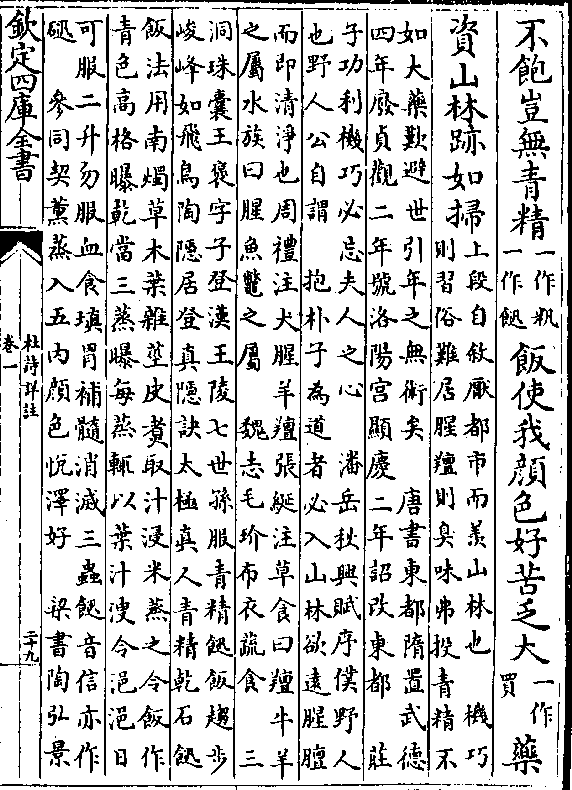 不飽豈無青精
一作
一作
飯使我顏色好苦乏大
一作
買
藥
資山林跡如掃
上段自敘厭都市而羨山林也　機巧
則習俗難居腥羶則臭味弗投青精不
如大藥歎避世引年之無術矣　唐書東都隋置武德
四年廢貞觀二年號洛陽宮顯慶二年詔改東都　莊
子功利機巧必忘夫人之心　潘岳秋興賦序僕野人
也野人公自謂　抱朴子為道者必入山林欲遠腥膻
而即清淨也周禮注犬腥羊羶張綖注草食曰羶牛羊
之屬水族曰腥魚鼈之屬　魏志毛玠布衣蔬食　三
洞珠囊王褒字子登漢王陵七世孫服青精飯趨步
峻峰如飛鳥陶隱居登真隱訣太極真人青精乾石
飯法用南燭草木葉雜莖皮煑取汁浸米蒸之令飯作
青色高格曝乾當三蒸曝每蒸輒以葉汁溲令浥浥日
可服二升勿服血食填胃補髓消滅三蟲音信亦作
參同契薰蒸入五內顏色悅澤好　梁書陶弘景
欽定四庫全書
杜詩詳註
卷一
二十九